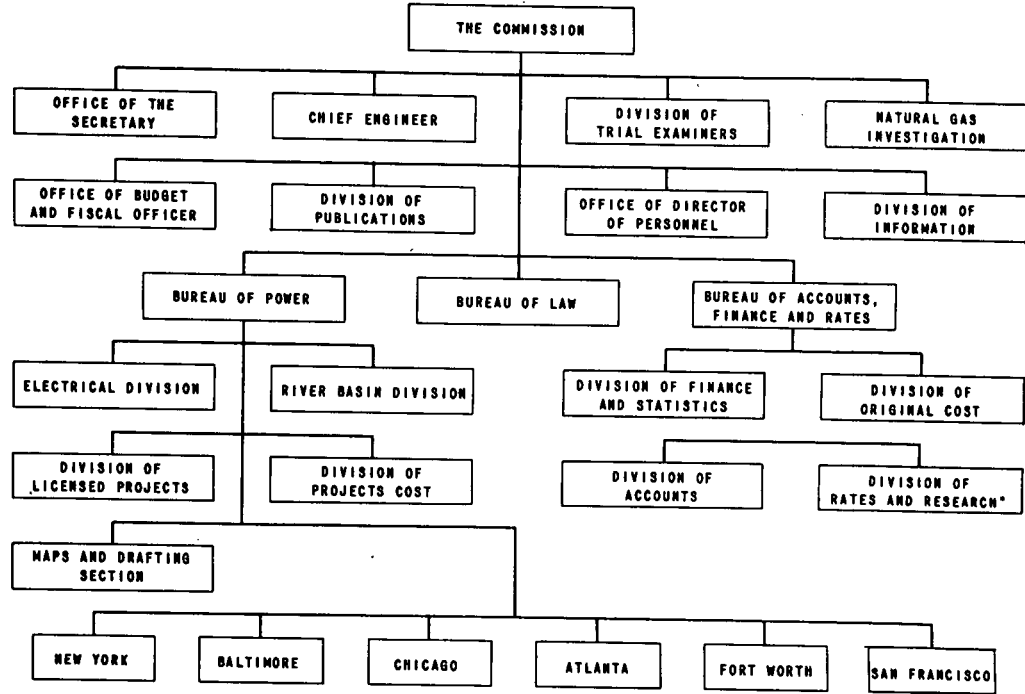 THE COMMISSION
OFFICE OF THE
SECRETARY
CHIEF ENGINEER
DIVISION OF
TRIAL EXAMINERS
NATURAL GAS
INVESTIGATION
OFFICE OF BUDGET
AND FISCAL OFFICER
DIVISION OF
PUBLICATIONS
OFFICE OF DIRECTOR
OF PERSONNEL
DIVISION OF
INFORMATION
BUREAU OF POWER
BUREAU OF LAW
BUREAU OF ACCOUNTS,
FINANCE AND RATES
ELECTRICAL DIVISION
RIVER BASIN DIVISION
DIVISION OF FINANCE
AND STATISTICS
DIVISION OF
ORIGINAL COST
DIVISION OF
LICENSED PROJECTS
DIVISION OF
PROJECTS COST
DIVISION OF
ACCOUNTS
DIVISION OF
RATES AND RESEARCH*
MAPS AND DRAFTING
SECTION
NEW YORK
BALTIMORE
CHICAGO
ATLANTA
FORT WORTH
SAN FRANCISCO